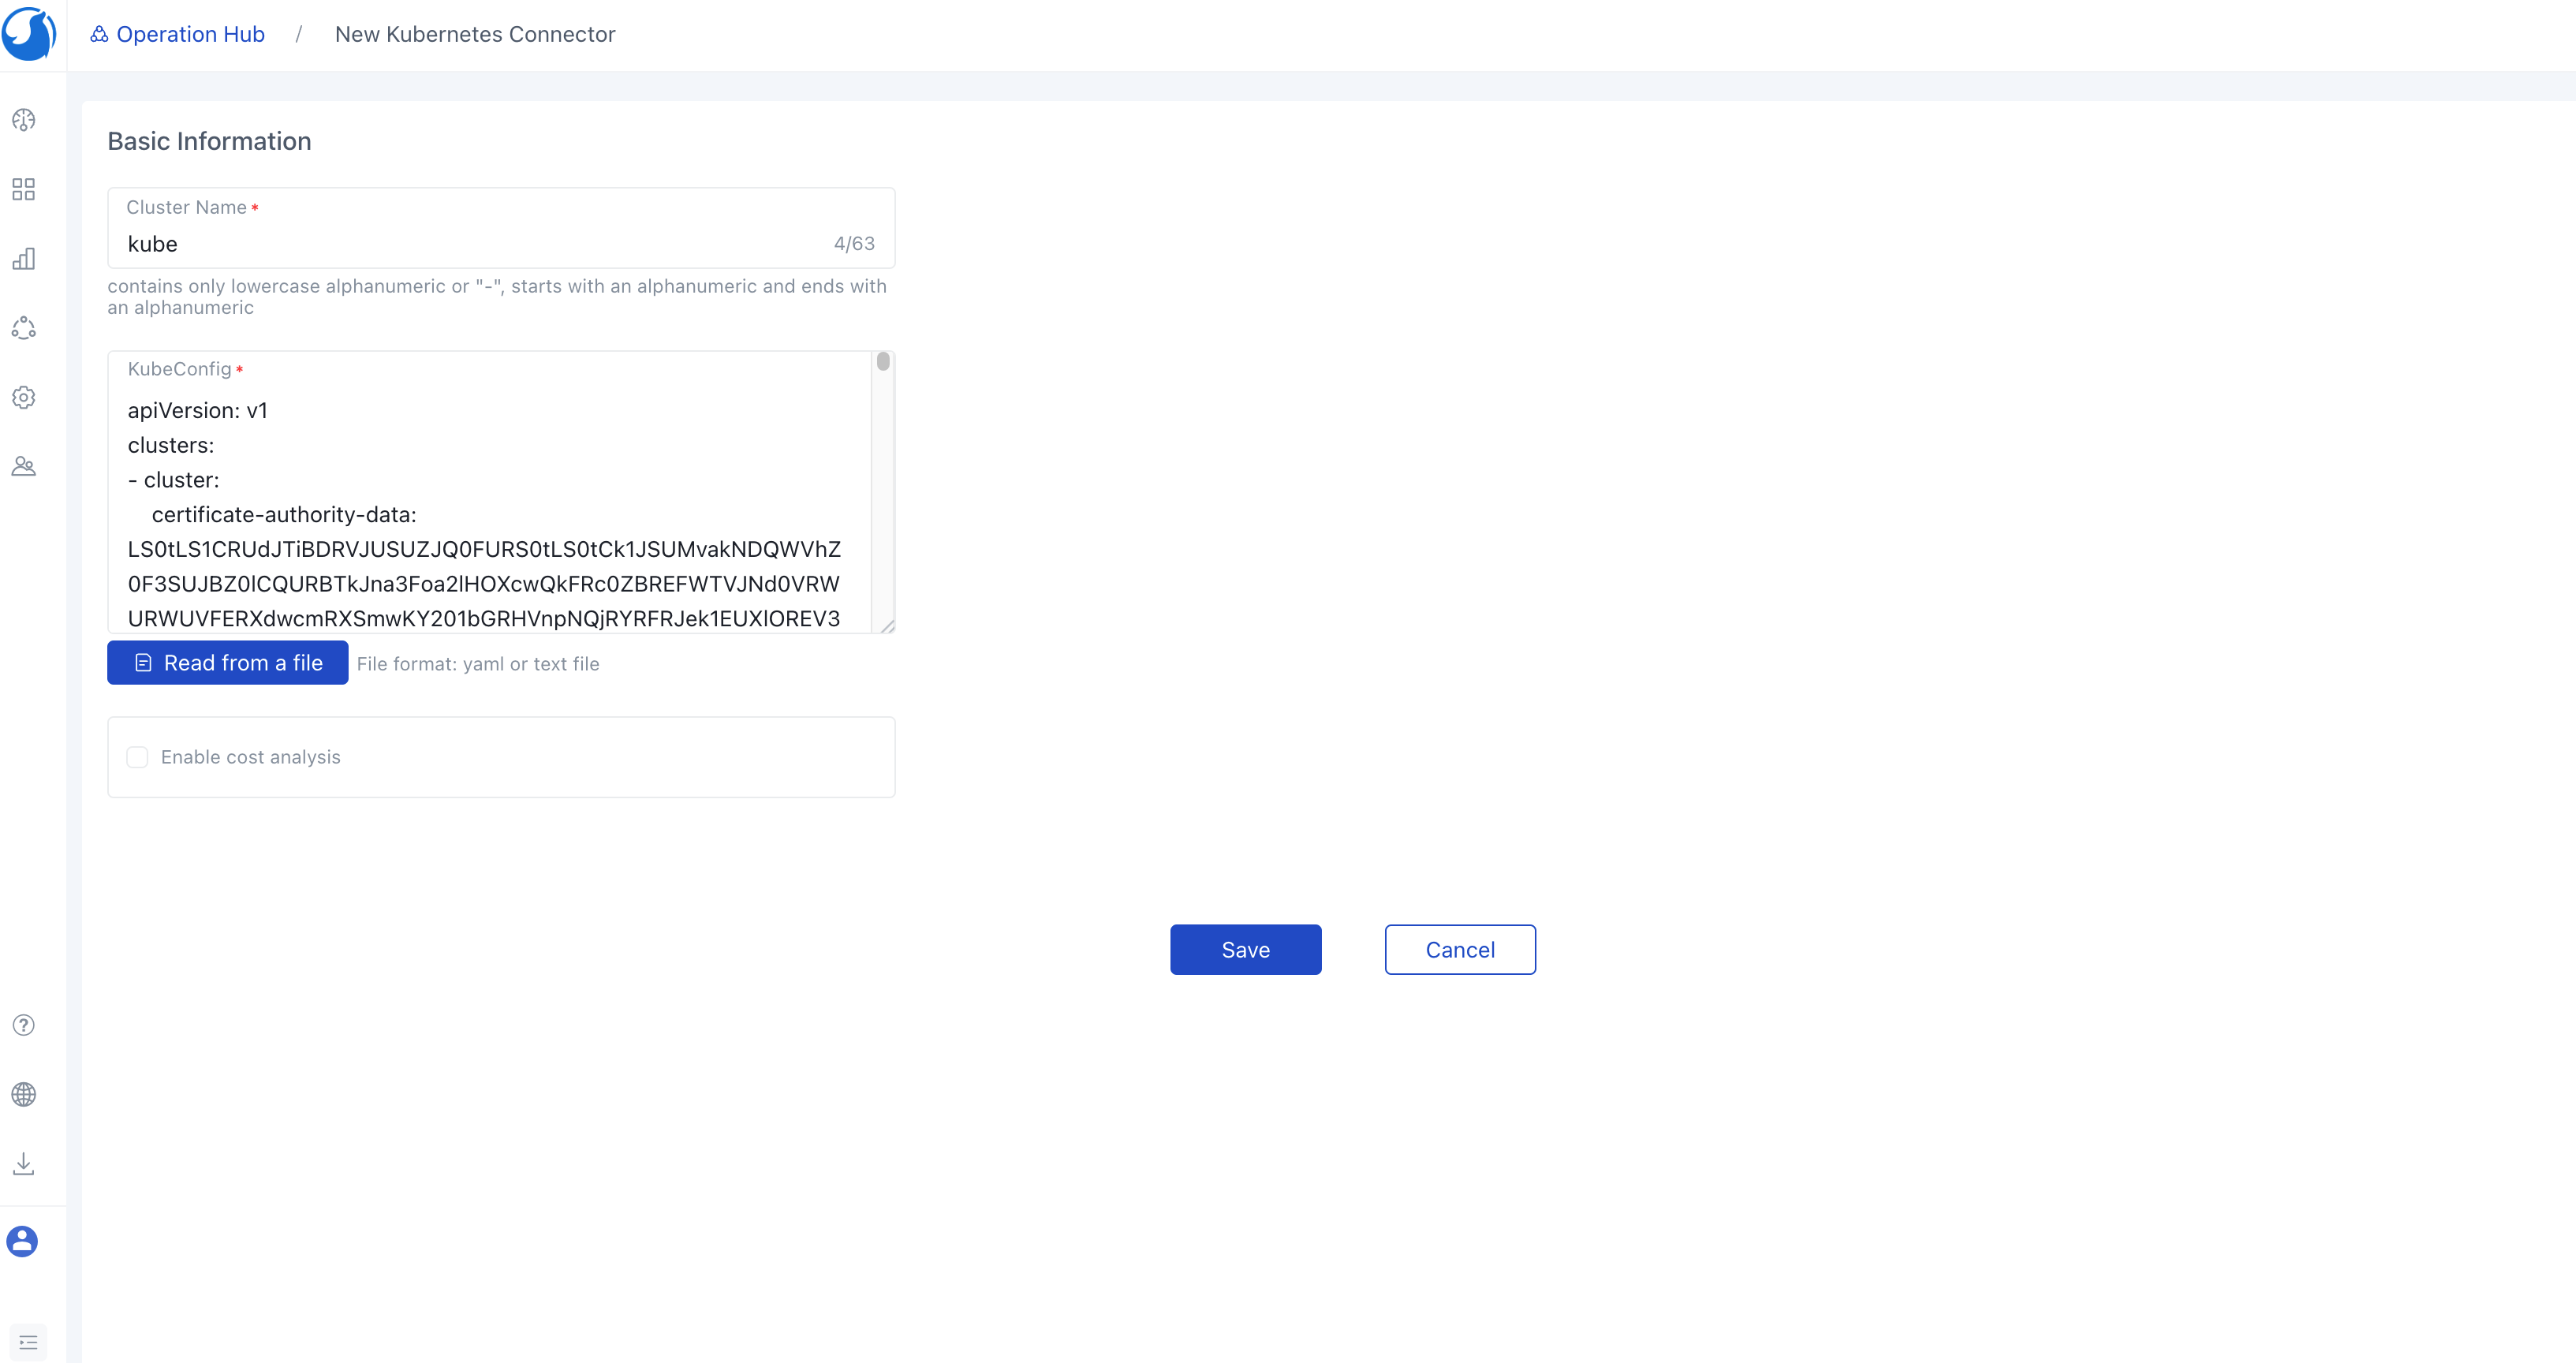 Operation Hub / New Kubernetes Connector
Basic Information
Cluster Name *
kube 4/63
contains only lowercase alphanumeric or "-", starts with an alphanumeric and ends with
an alphanumeric
KubeConfig *
apiVersion: v1
clusters:
- cluster:
certificate-authority-data:
LS0tLS1CRUdJTiBDRVJUSUZJQ0FURS0tLS0tCk1JSUMvakNDQWVhZ
0F3SUJBZ0lCQURBTkJna3Foa2lHOXcwQkFRc0ZBREFWTVJNd0VRW
URWUVFERXdwcmRXSmwKY201bGRHVnpNQjRYRFRJek1EUXlOREV3
Read from a file File format: yaml or text file
Enable cost analysis
Save Cancel